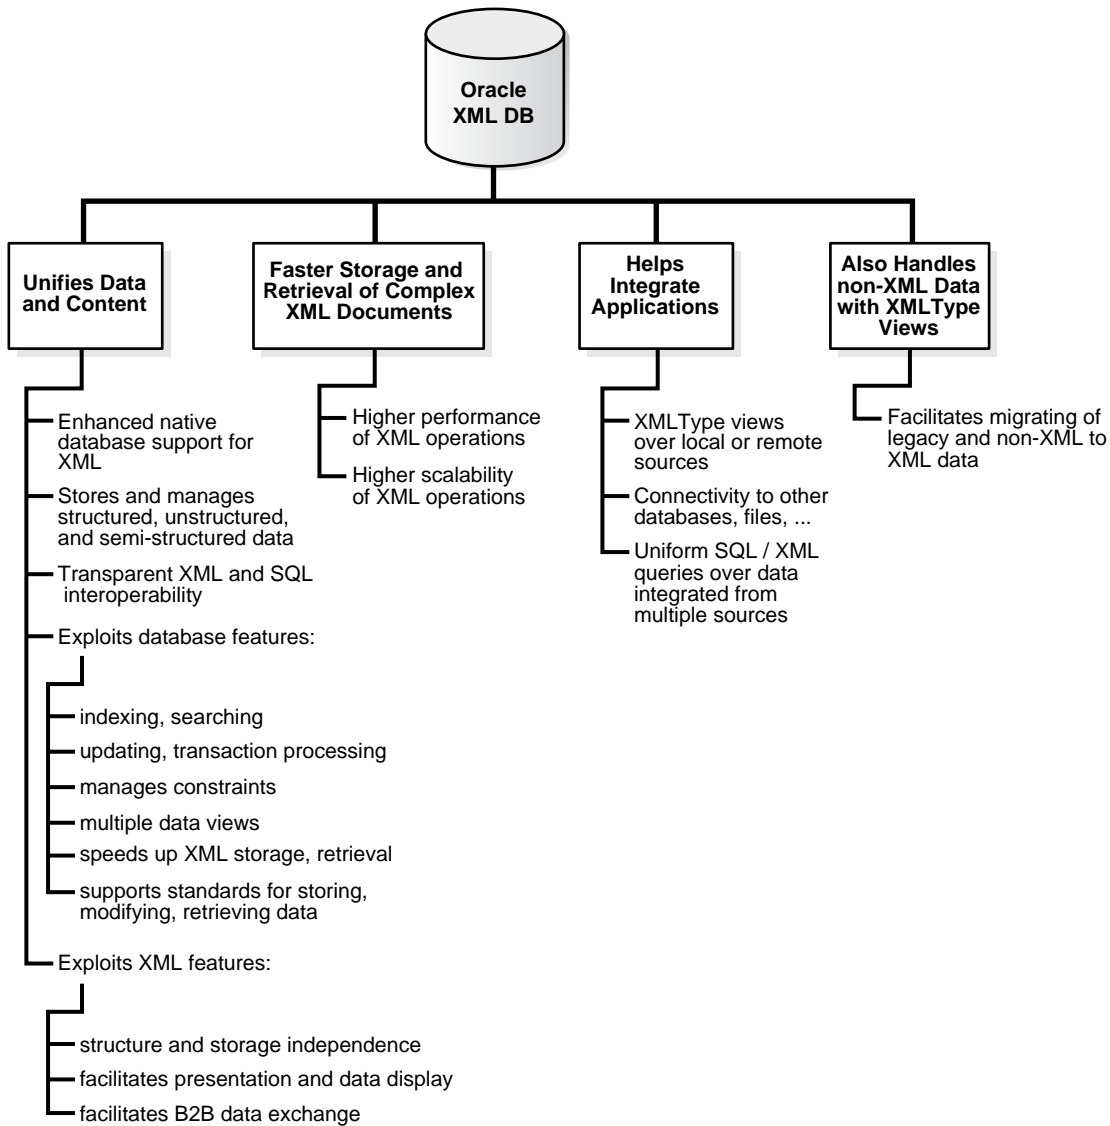 Oracle
XML DB
Unifies Data
and Content
Faster Storage and
Retrieval of Complex
XML Documents
Helps
Integrate
Applications
Also Handles
non-XML Data
with XMLType
Views
Enhanced native
database support for
XML
Stores and manages
structured, unstructured,
and semi-structured data
Transparent XML and SQL
interoperability
Exploits database features:
indexing, searching
updating, transaction processing
manages constraints
multiple data views
speeds up XML storage, retrieval
supports standards for storing,
modifying, retrieving data
Exploits XML features:
structure and storage independence
facilitates presentation and data display
facilitates B2B data exchange
Higher performance
of XML operations
Higher scalability
of XML operations
XMLType views
over local or remote
sources
Connectivity to other
databases, files, ...
Uniform SQL / XML
queries over data
integrated from
multiple sources
Facilitates migrating of
legacy and non-XML to
XML data